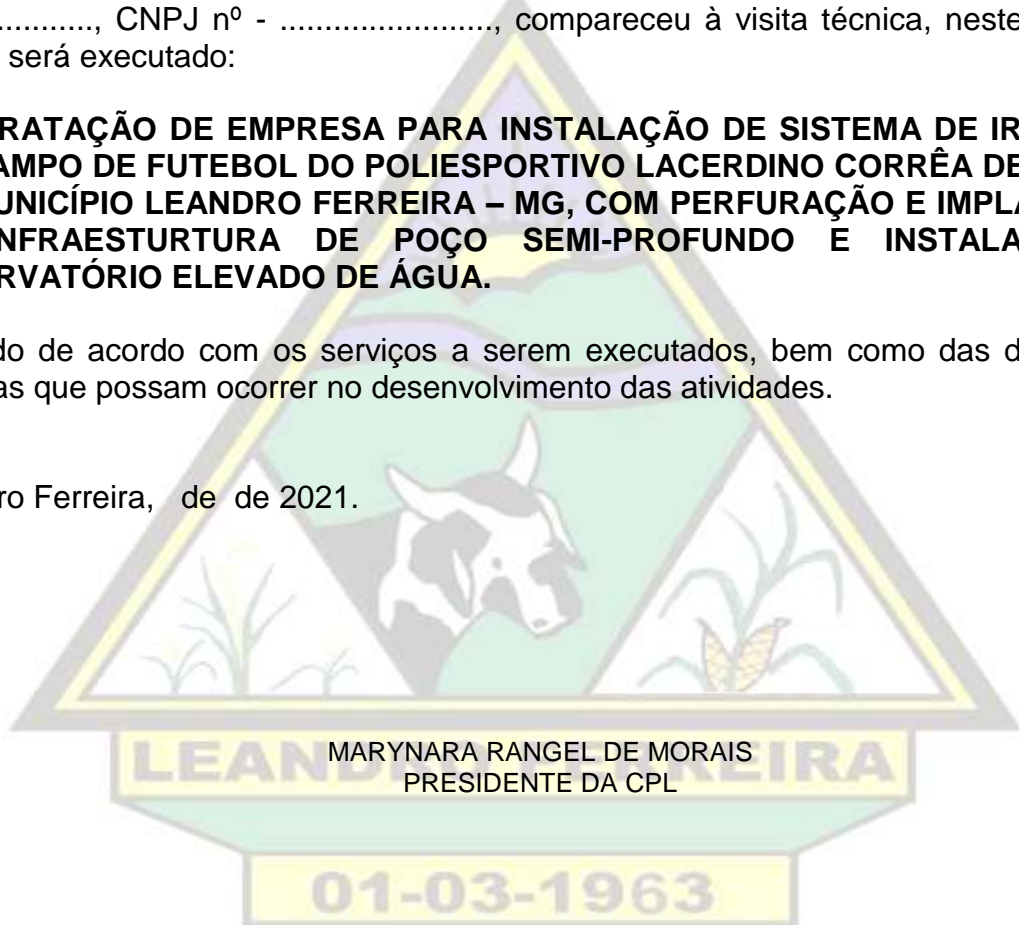 ............, CNPJ nº - ........................, compareceu à visita técnica, neste
será executado:
RATAÇÃO DE EMPRESA PARA INSTALAÇÃO DE SISTEMA DE IR
AMPO DE FUTEBOL DO POLIESPORTIVO LACERDINO CORRÊA DE
UNICÍPIO LEANDRO FERREIRA – MG, COM PERFURAÇÃO E IMPLA
NFRAESTURTURA DE POÇO SEMI-PROFUNDO E INSTALA
RVATÓRIO ELEVADO DE ÁGUA.
do de acordo com os serviços a serem executados, bem como das d
as que possam ocorrer no desenvolvimento das atividades.
ro Ferreira, de de 2021.
MARYNARA RANGEL DE MORAIS
PRESIDENTE DA CPL
LEANDRO FERREIRA
01-03-1963